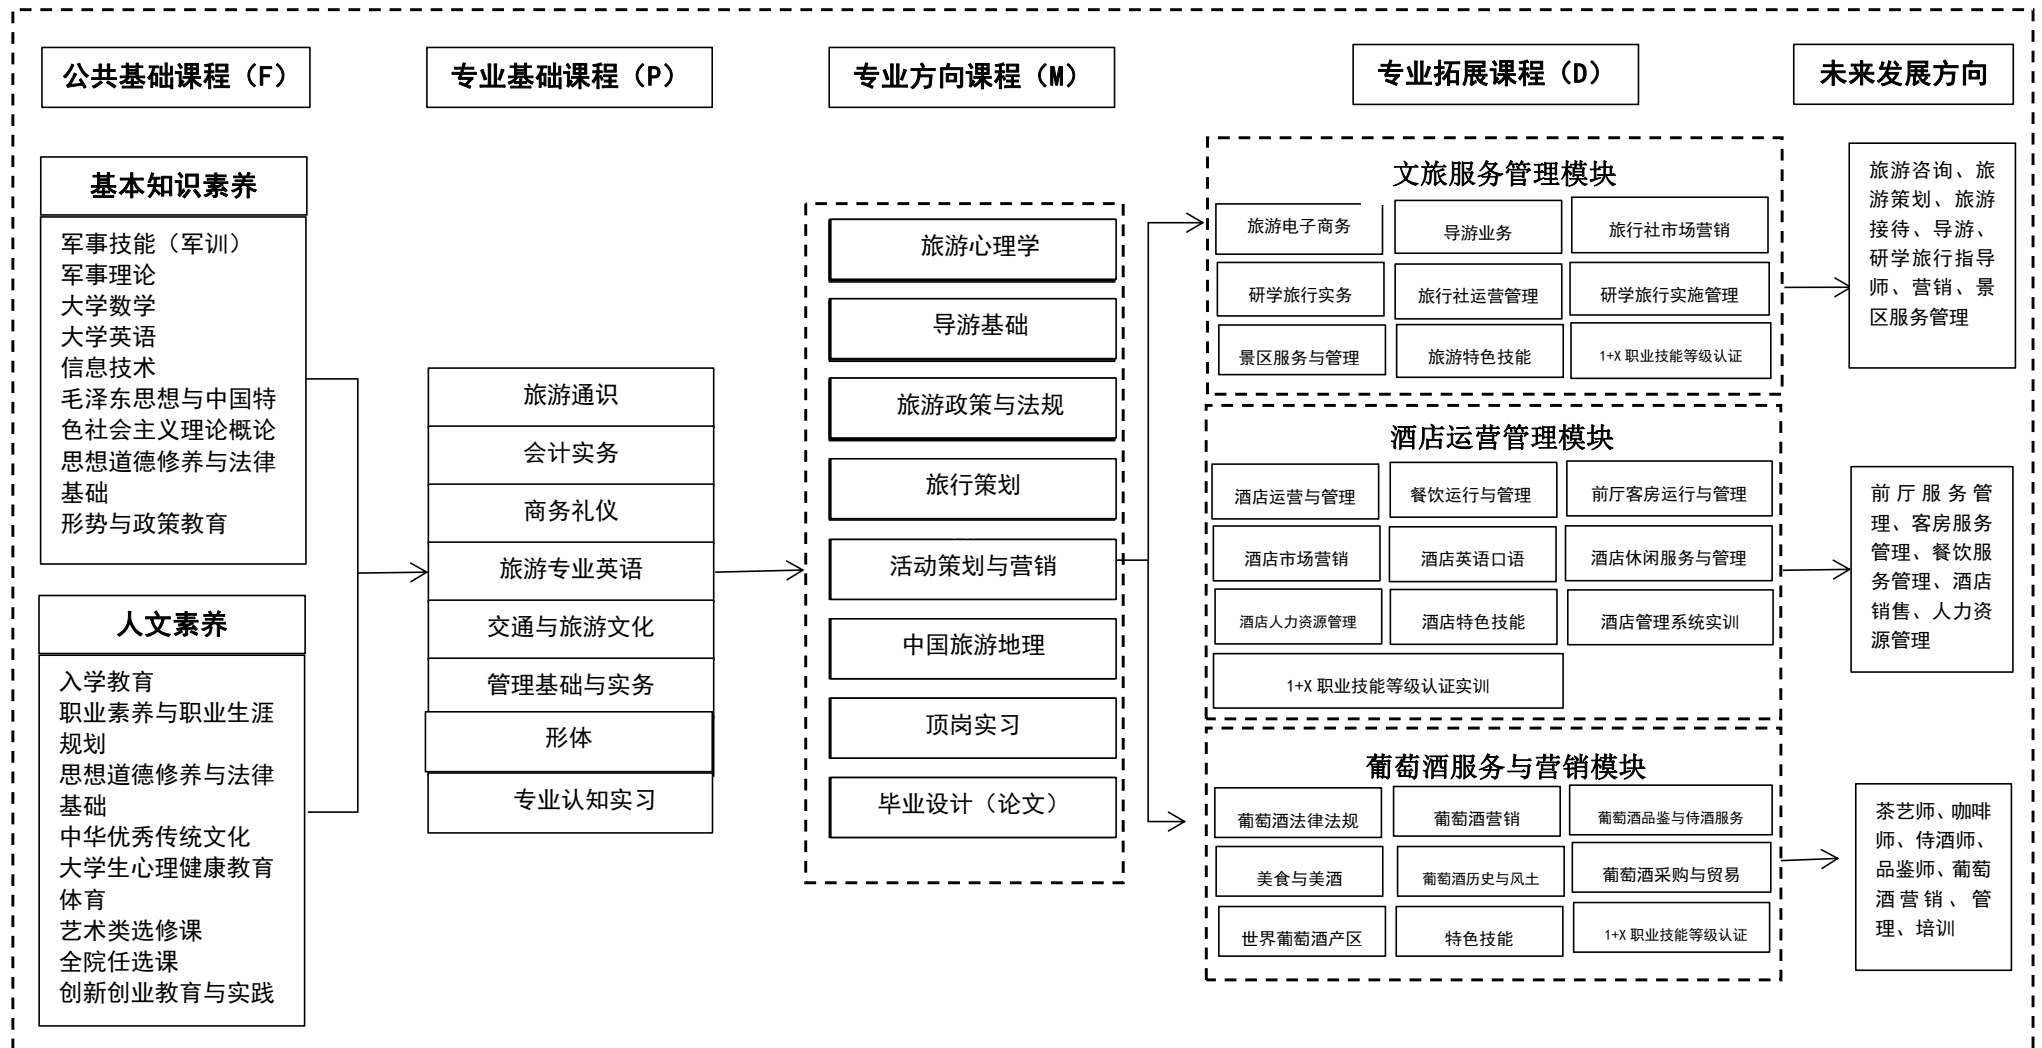 公共基础课程（F）
专业基础课程（P）
专业方向课程（M）
专业拓展课程（D）
未来发展方向
基本知识素养
军事技能（军训）
军事理论
大学数学
大学英语
信息技术
毛泽东思想与中国特
色社会主义理论概论
思想道德修养与法律
基础
形势与政策教育
人文素养
入学教育
职业素养与职业生涯
规划
思想道德修养与法律
基础
中华优秀传统文化
大学生心理健康教育
体育
艺术类选修课
全院任选课
创新创业教育与实践
旅游通识
会计实务
商务礼仪
旅游专业英语
交通与旅游文化
管理基础与实务
形体
专业认知实习
旅游心理学
导游基础
旅游政策与法规
旅行策划
活动策划与营销
中国旅游地理
顶岗实习
毕业设计（论文）
文旅服务管理模块
旅游电子商务
导游业务
旅行社市场营销
研学旅行实务
旅行社运营管理
研学旅行实施管理
景区服务与管理
旅游特色技能
1+X 职业技能等级认证
酒店运营管理模块
酒店运营与管理
餐饮运行与管理
前厅客房运行与管理
酒店市场营销
酒店英语口语
酒店休闲服务与管理
酒店人力资源管理
酒店特色技能
酒店管理系统实训
1+X 职业技能等级认证实训
葡萄酒服务与营销模块
葡萄酒法律法规
葡萄酒营销
葡萄酒品鉴与侍酒服务
美食与美酒
葡萄酒历史与风土
葡萄酒采购与贸易
世界葡萄酒产区
特色技能
1+X 职业技能等级认证
旅游咨询、旅
游策划、旅游
接待、导游、
研学旅行指导
师、营销、景
区服务管理
前厅服务管
理、客房服务
管理、餐饮服
务管理、酒店
销售、人力资
源管理
茶艺师、咖啡
师、侍酒师、
品鉴师、葡萄
酒营销、管
理、培训